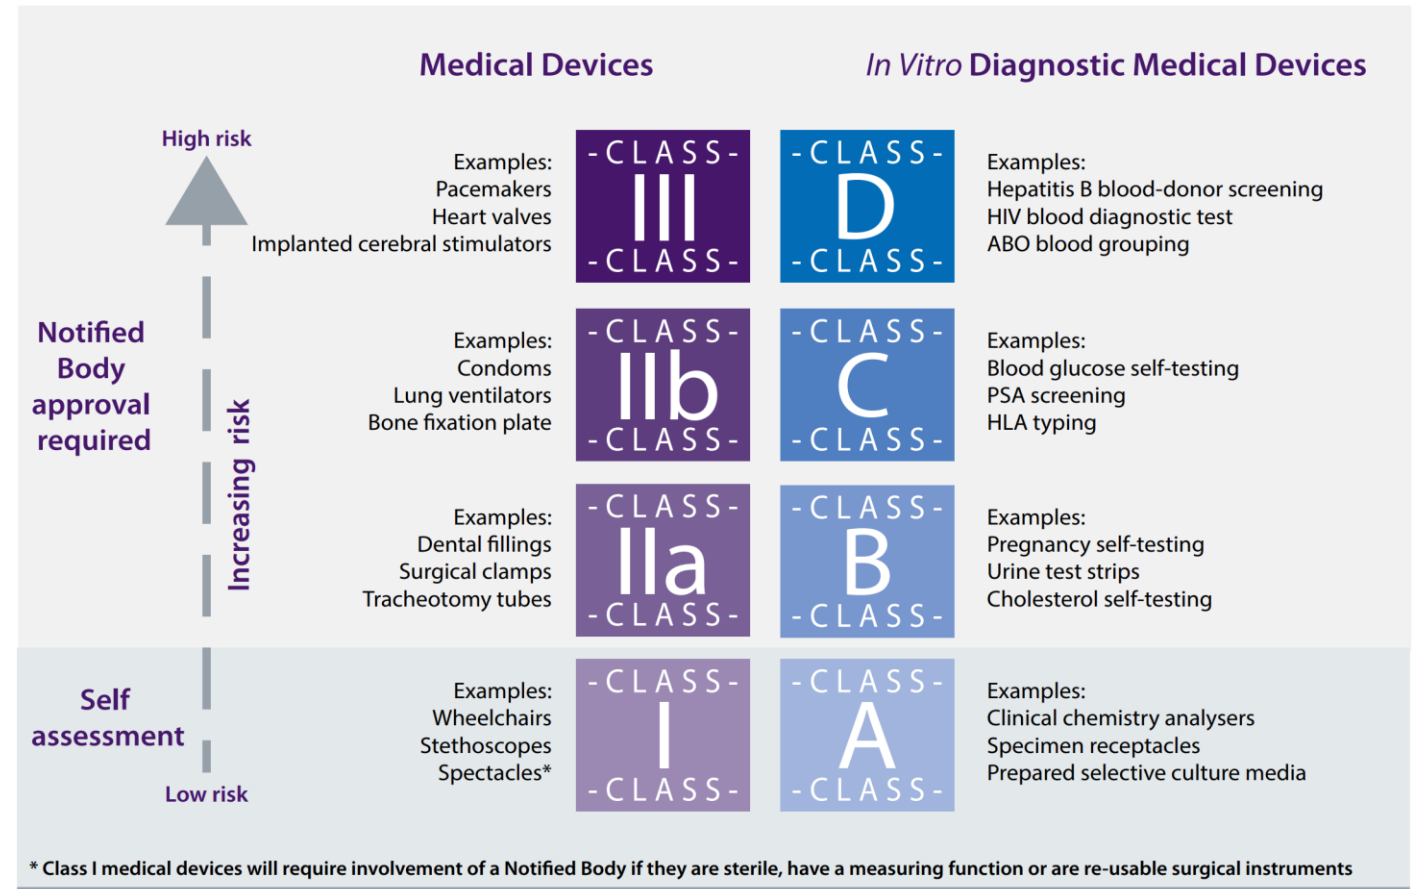 Medical Devices
In Vitro Diagnostic Medical Devices
High risk
Notified
Body
approval
required
Increasing risk
Self
assessment
Low risk
Examples:
Pacemakers
Heart valves
Implanted cerebral stimulators
- CLASS -
III
- CLASS -
- CLASS -
D
- CLASS -
Examples:
Hepatitis B blood-donor screening
HIV blood diagnostic test
ABO blood grouping
Examples:
Condoms
Lung ventilators
Bone fixation plate
- CLASS -
IIb
- CLASS -
- CLASS -
C
- CLASS -
Examples:
Blood glucose self-testing
PSA screening
HLA typing
Examples:
Dental fillings
Surgical clamps
Tracheotomy tubes
- CLASS -
IIa
- CLASS -
- CLASS -
B
- CLASS -
Examples:
Pregnancy self-testing
Urine test strips
Cholesterol self-testing
Examples:
Wheelchairs
Stethoscopes
Spectacles*
- CLASS -
I
- CLASS -
- CLASS -
A
- CLASS -
Examples:
Clinical chemistry analysers
Specimen receptacles
Prepared selective culture media
* Class I medical devices will require involvement of a Notified Body if they are sterile, have a measuring function or are re-usable surgical instruments